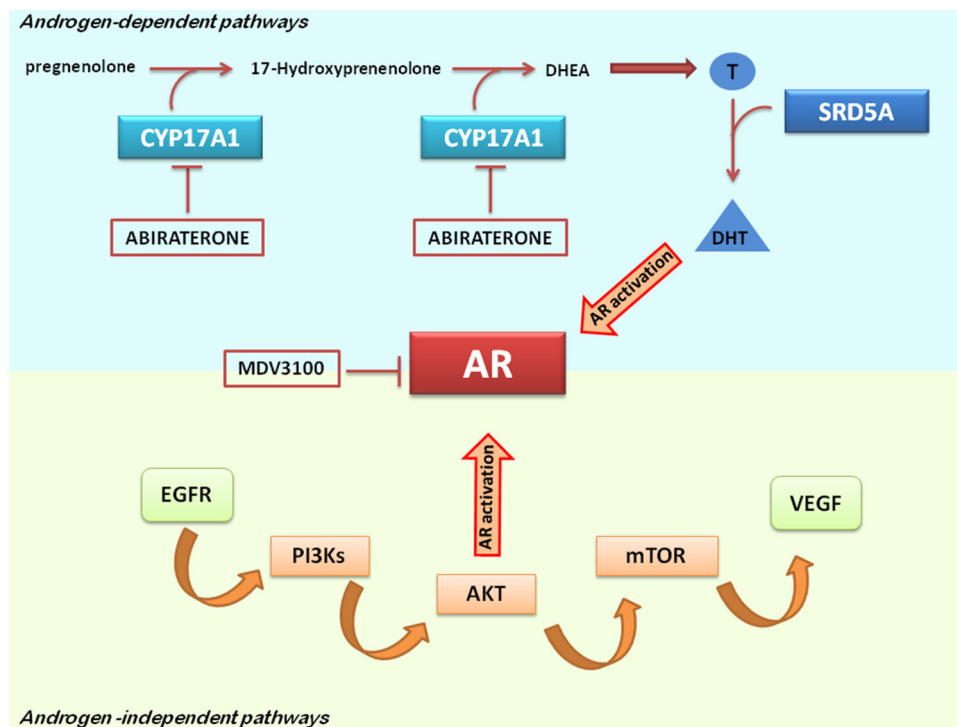 Androgen-dependent pathways
pregnenolone
17-Hydroxyprenenolone
DHEA
T
CYP17A1
CYP17A1
SRD5A
ABIRATERONE
ABIRATERONE
DHT
AR activation
MDV3100
AR
AR activation
EGFR
VEGF
PI3Ks
mTOR
AKT
Androgen -independent pathways